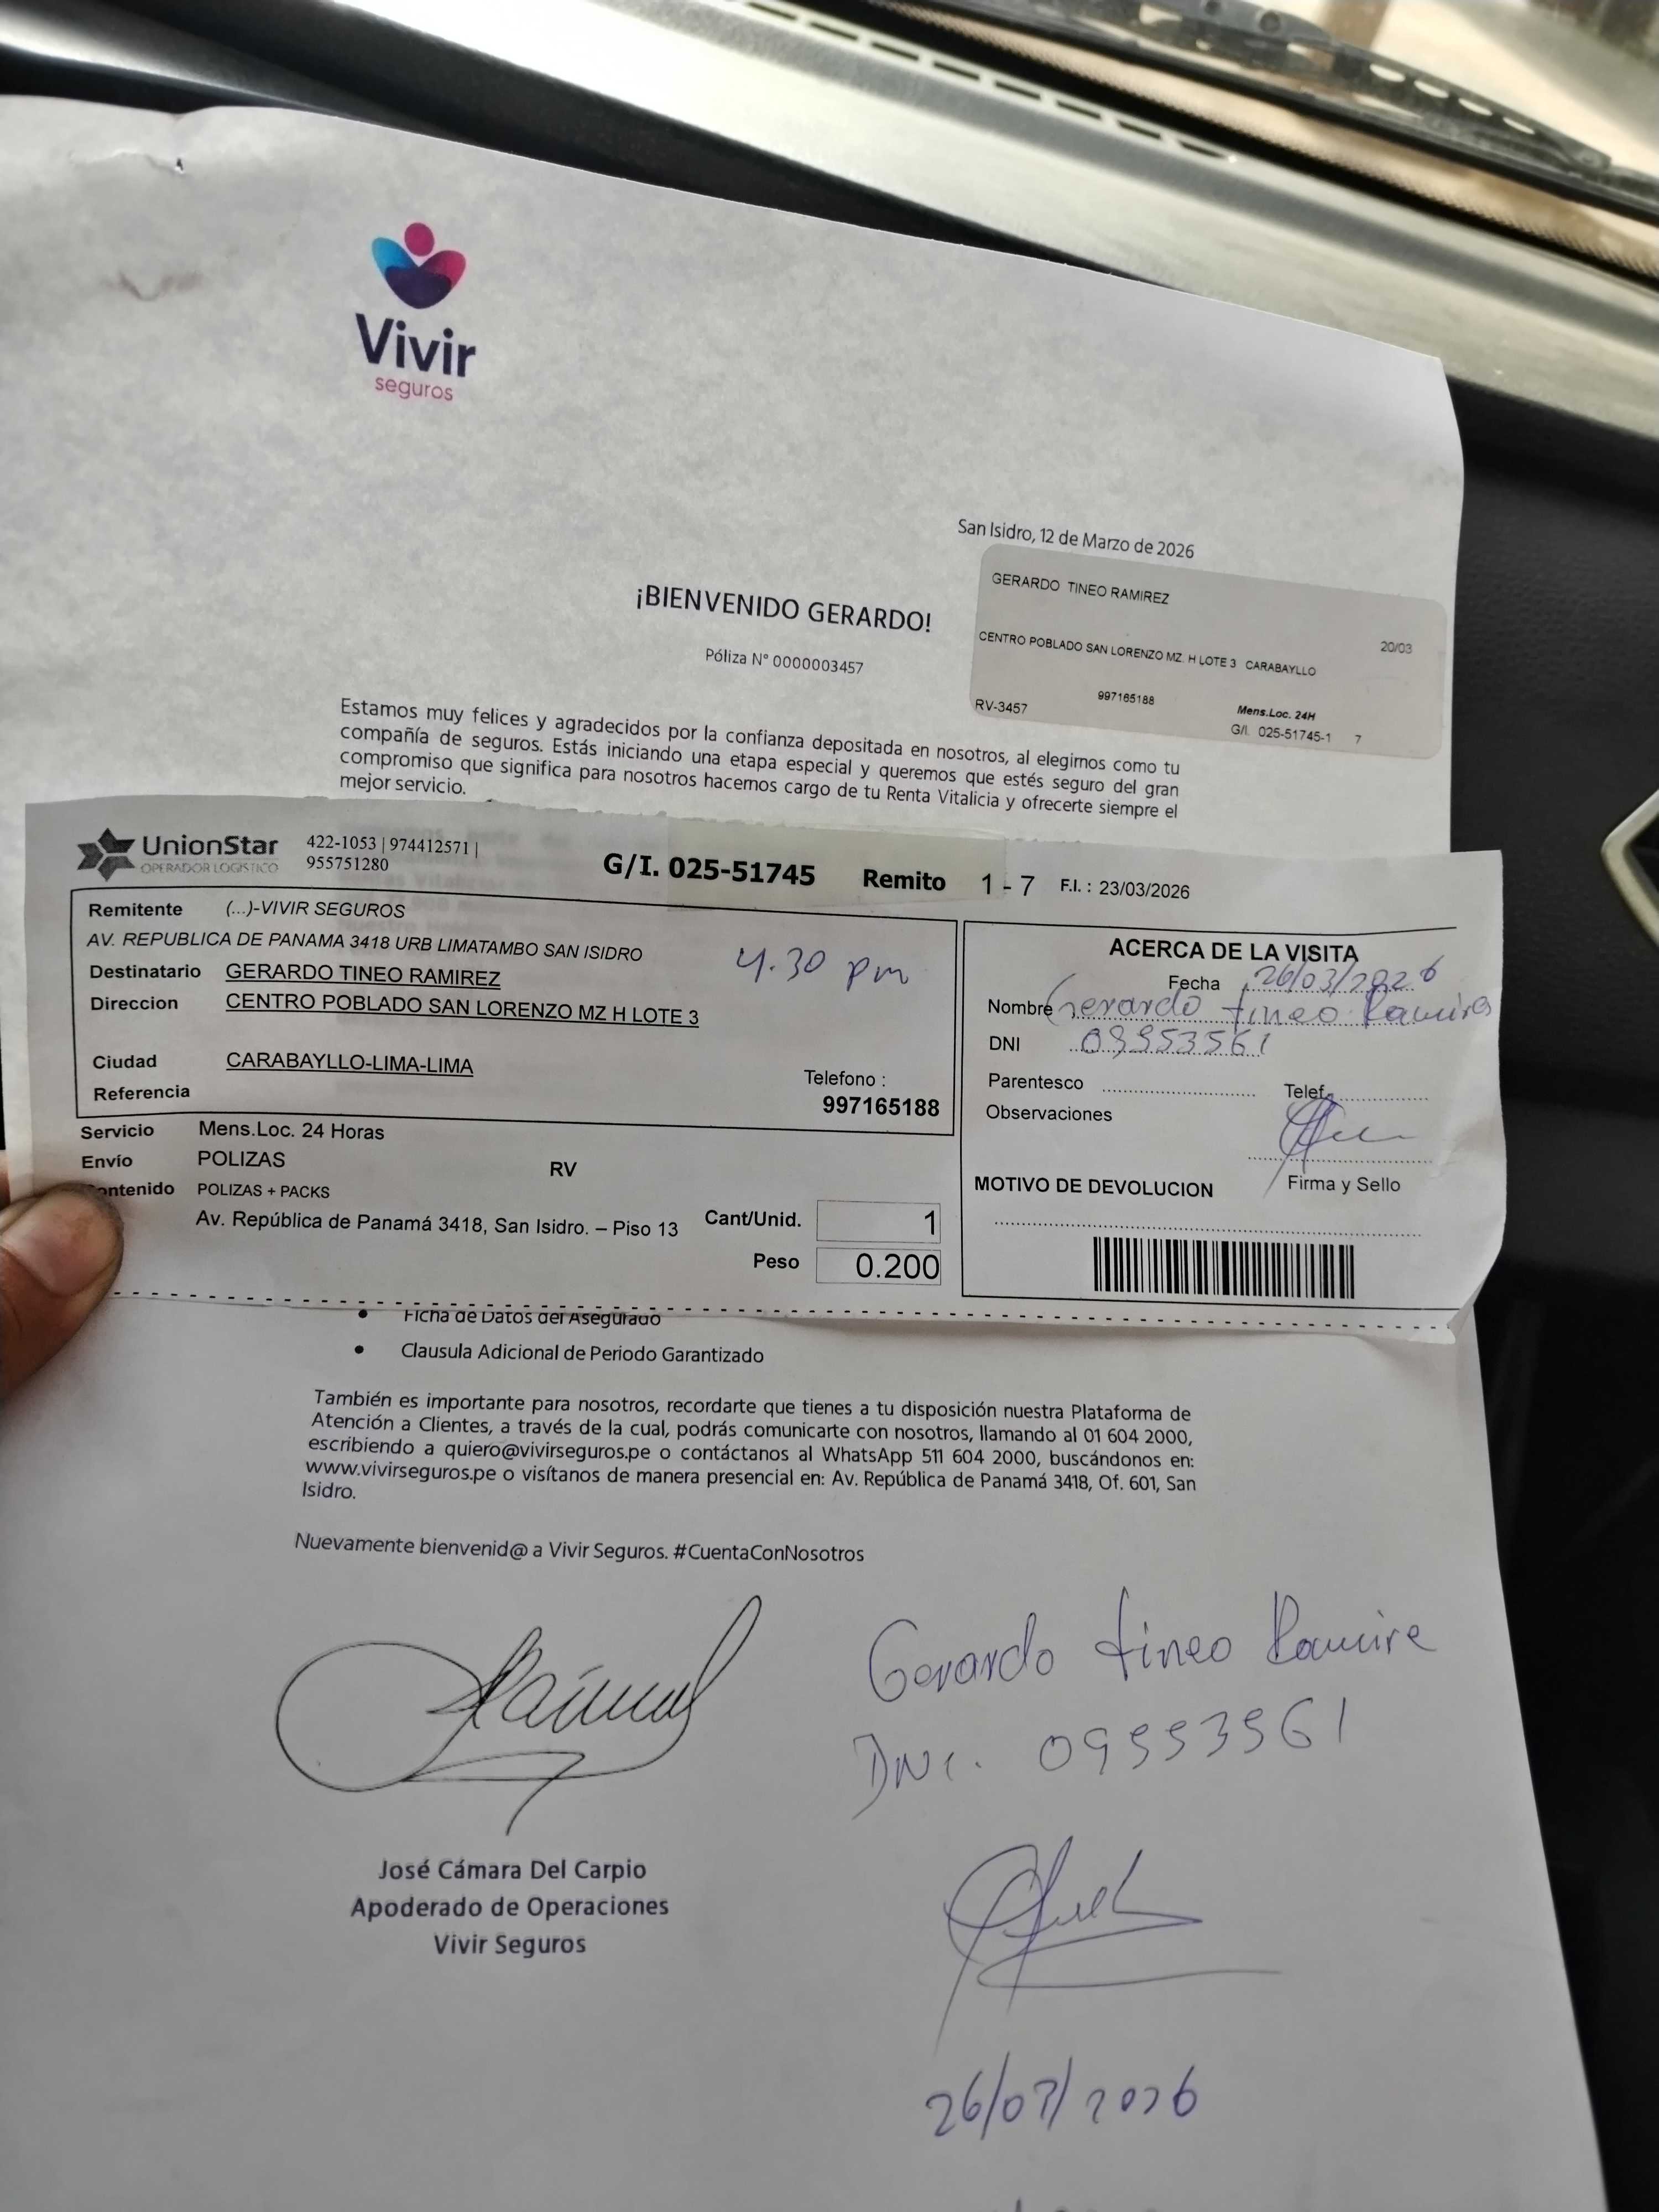 Vivir
seguros
San Isidro, 12 de Marzo de 2026
GERARDO TINEO RAMIREZ
20/03
CENTRO POBLADO SAN LORENZO MZ. H LOTE 3 CARABAYLLO
997165188
RV-3457
Mens.Loc. 24H
G/I. 025-51745-1 7
¡BIENVENIDO GERARDO!
Póliza N° 0000003457
Estamos muy felices y agradecidos por la confianza depositada en nosotros, al elegirnos como tu
compañía de seguros. Estás iniciando una etapa especial y queremos que estés seguro del gran
compromiso que significa para nosotros hacernos cargo de tu Renta Vitalicia y ofrecerte siempre el
mejor servicio.
UnionStar
OPERADOR LOGISTICO
422-1053 | 974412571 |
955751280
G/I. 025-51745 Remito 1 - 7 F.I. : 23/03/2026
Remitente (...)-VIVIR SEGUROS
AV. REPUBLICA DE PANAMA 3418 URB LIMATAMBO SAN ISIDRO
4.30 pm
Destinatario GERARDO TINEO RAMIREZ
Direccion CENTRO POBLADO SAN LORENZO MZ H LOTE 3
Ciudad CARABAYLLO-LIMA-LIMA
Referencia
Telefono :
997165188
Servicio Mens.Loc. 24 Horas
Envío POLIZAS RV
Contenido POLIZAS + PACKS
Av. República de Panamá 3418, San Isidro. – Piso 13
Cant/Unid. 1
Peso 0.200
ACERCA DE LA VISITA
Fecha 26/03/2026
Nombre Gerardo tineo Ramires
DNI 09553561
Parentesco
Telef.
Observaciones
Firma y Sello
MOTIVO DE DEVOLUCION
• Ficha de Datos del Asegurado
• Clausula Adicional de Periodo Garantizado
También es importante para nosotros, recordarte que tienes a tu disposición nuestra Plataforma de
Atención a Clientes, a través de la cual, podrás comunicarte con nosotros, llamando al 01 604 2000,
escribiendo a quiero@vivirseguros.pe o contáctanos al WhatsApp 511 604 2000, buscándonos en:
www.vivirseguros.pe o visítanos de manera presencial en: Av. República de Panamá 3418, Of. 601, San
Isidro.
Nuevamente bienvenid@ a Vivir Seguros. #CuentaConNosotros
José Cámara Del Carpio
Apoderado de Operaciones
Vivir Seguros
Gerardo tineo Ramire
DNI. 09553561
26/03/2026